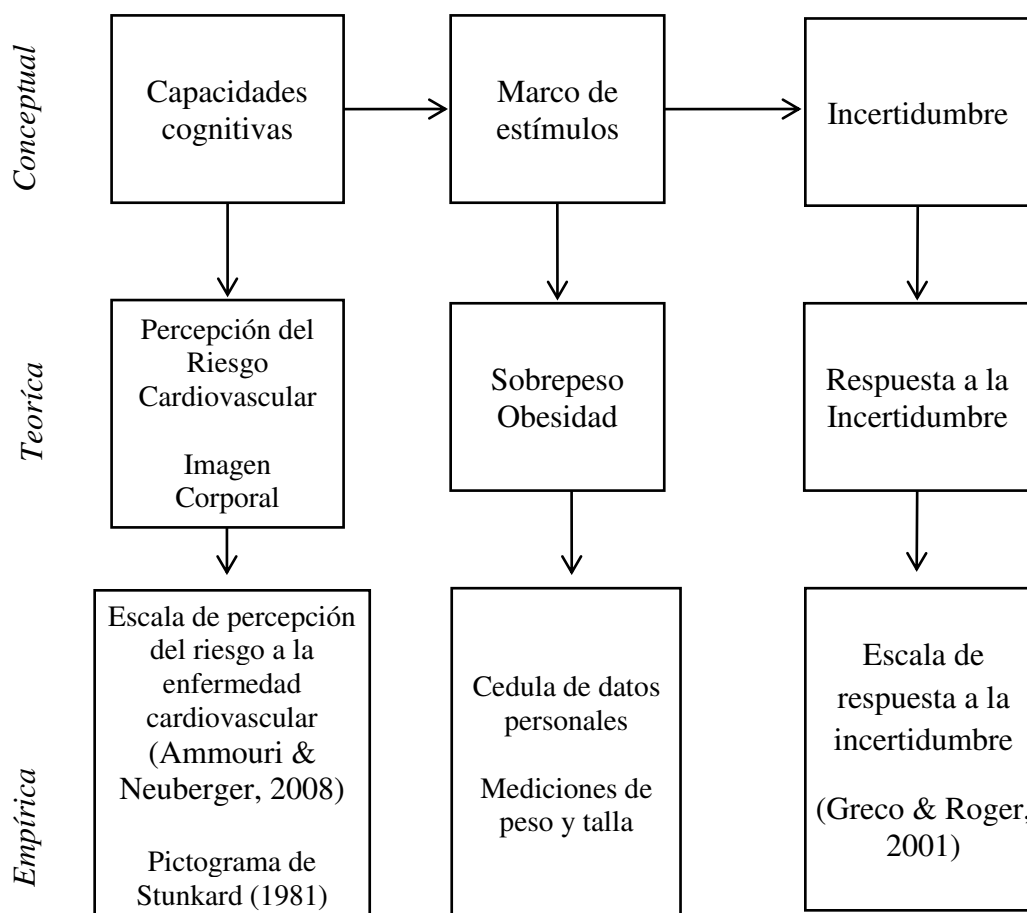 Conceptual
Capacidades
cognitivas
Marco de
estímulos
Incertidumbre
Teoríca
Percepción del
Riesgo
Cardiovascular
Imagen
Corporal
Sobrepeso
Obesidad
Respuesta a la
Incertidumbre
Empírica
Escala de percepción
del riesgo a la
enfermedad
cardiovascular
(Ammouri &
Neuberger, 2008)
Pictograma de
Stunkard (1981)
Cedula de datos
personales
Mediciones de
peso y talla
Escala de
respuesta a la
incertidumbre
(Greco & Roger,
2001)